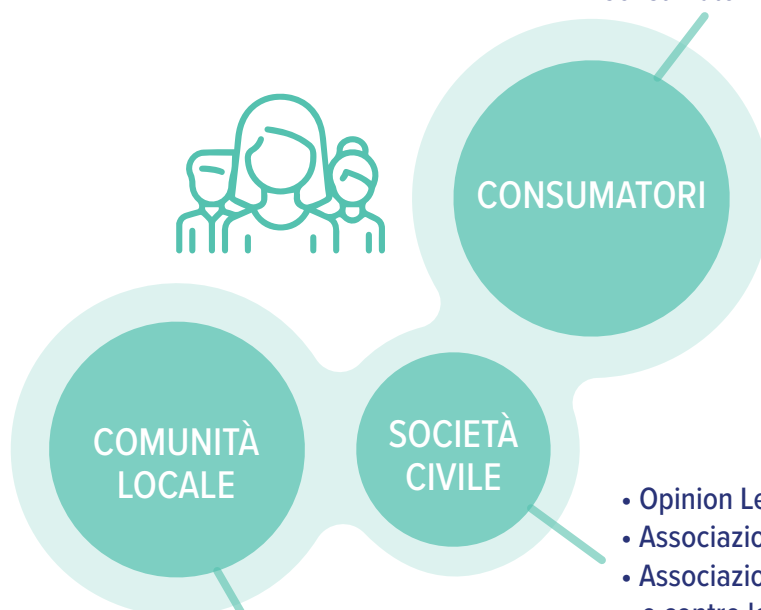 CONSUMATORI
COMUNITÀ
LOCALE
SOCIETÀ
CIVILE
• Opinion Le
• Associazio
• Associazio